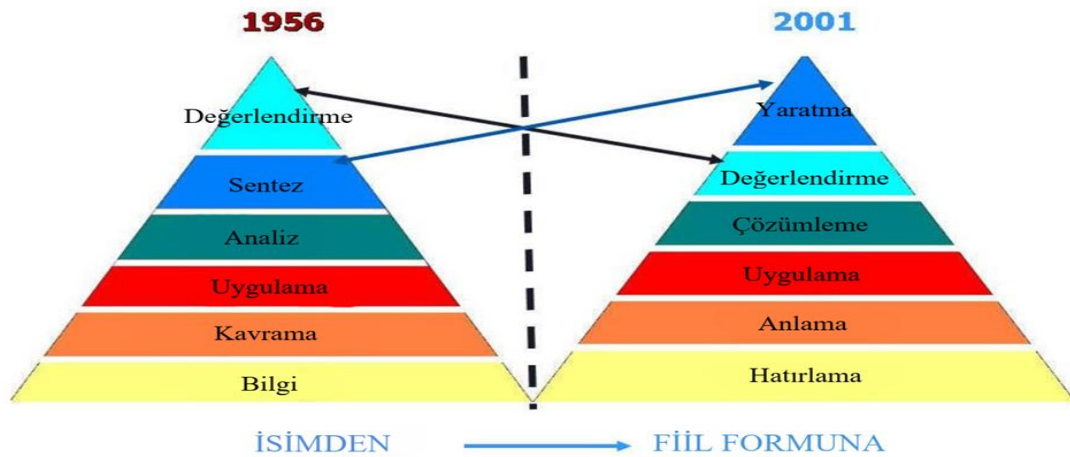 1956
2001
Değerlendirme
Sentez
Analiz
Uygulama
Kavrama
Bilgi
Yaratma
Değerlendirme
Çözümleme
Uygulama
Anlama
Hatırlama
İSİMDEN
FİİL FORMUNA